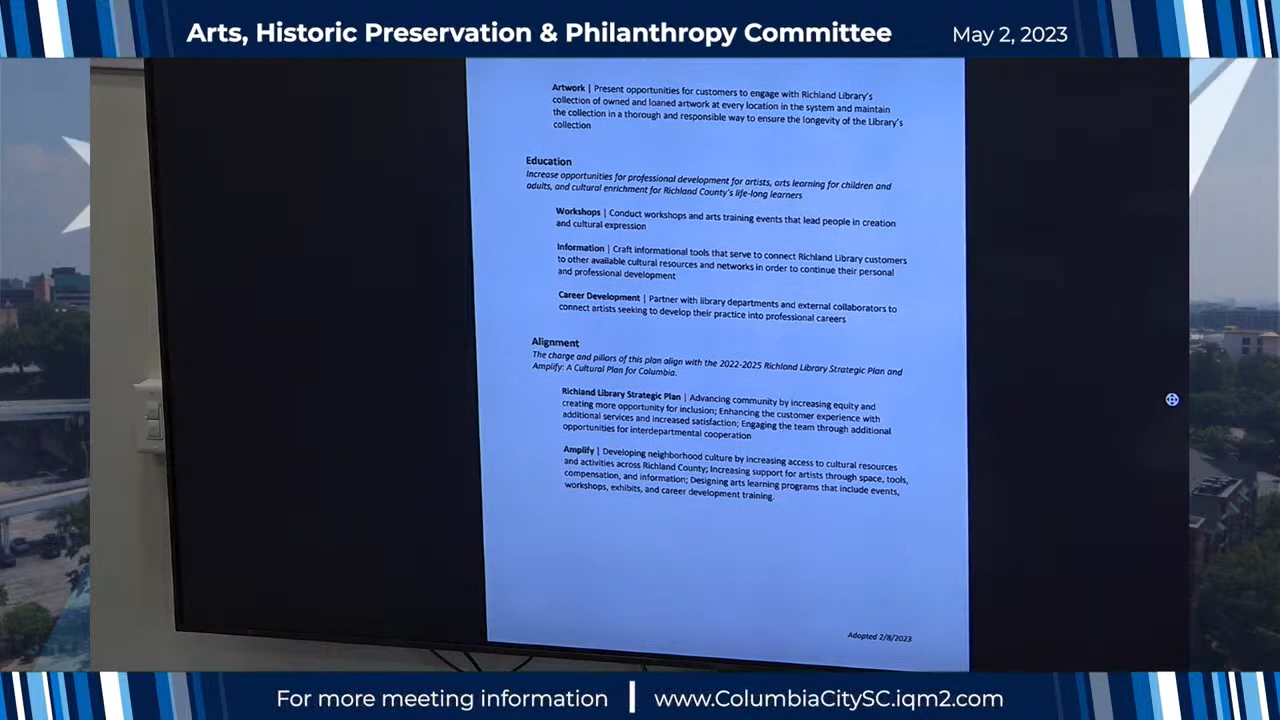 Arts, Historic Preservation & Philanthropy Committee
May 2, 2023
Artwork | Present opportunities for customers to engage with Richland Library's
collection of owned and loaned artwork at every location in the system and maintain
the collection in a thorough and responsible way to ensure the longevity of the Library's
collection
Education
Increase opportunities for professional development for artists, arts learning for children and
adults, and cultural enrichment for Richland County's life-long learners
Workshops | Conduct workshops and arts training events that lead people in creation
and cultural expression
Information | Craft informational tools that serve to connect Richland Library customers
to other available cultural resources and networks in order to continue their personal
and professional development
Career Development | Partner with library departments and external collaborators to
connect artists seeking to develop their practice into professional careers
Alignment
The charge and pillars of this plan align with the 2022-2025 Richland Library Strategic Plan and
Amplify: A Cultural Plan for Columbia.
Richland Library Strategic Plan | Advancing community by increasing equity and
creating more opportunity for inclusion; Enhancing the customer experience with
additional services and increased satisfaction; Engaging the team through additional
opportunities for interdepartmental cooperation
Amplify | Developing neighborhood culture by increasing access to cultural resources
and activities across Richland County; Increasing support for artists through space, tools,
compensation, and information; Designing arts learning programs that include events,
workshops, exhibits, and career development training.
Adopted 2/8/2023
For more meeting information | www.ColumbiaCitySC.iqm2.com